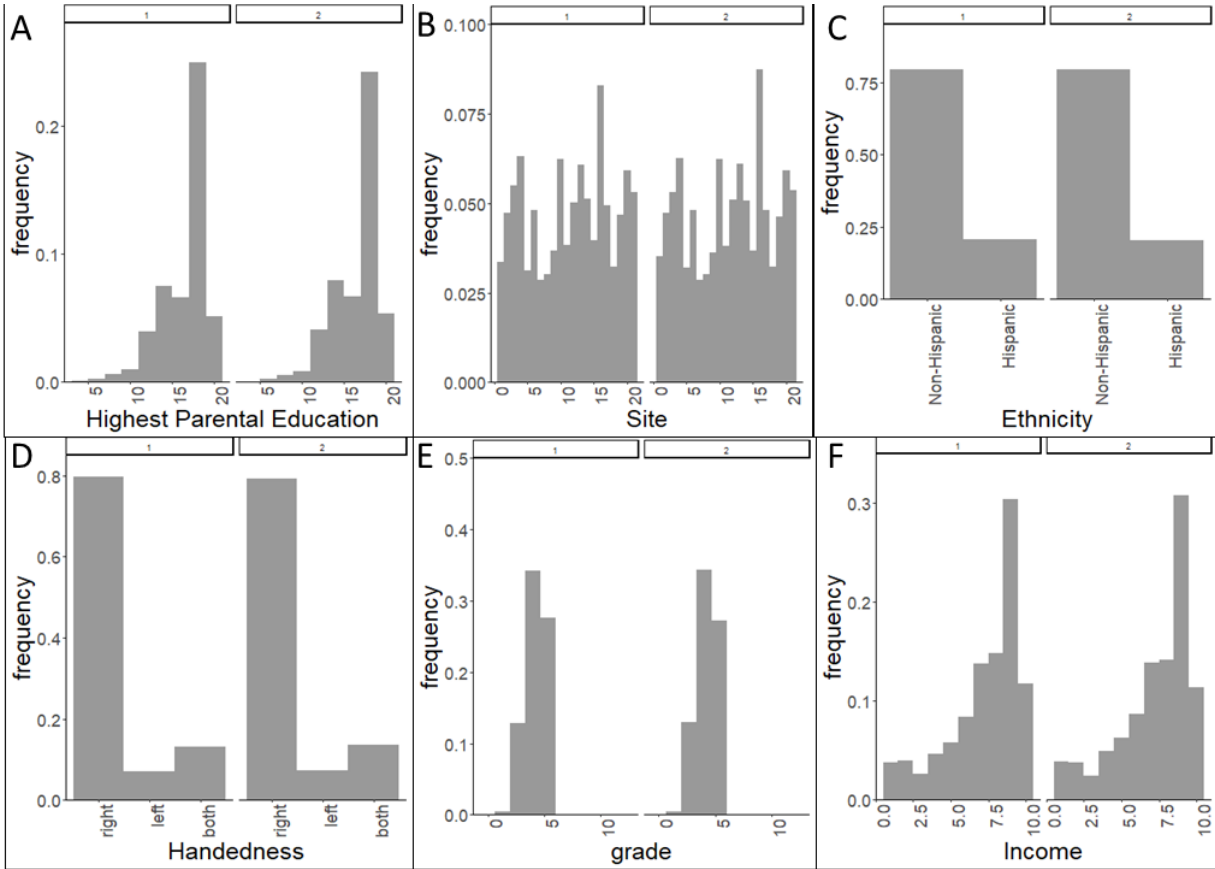 A
1 2
frequency
0.2
0.1
0.0
5 10 15 20 5 10 15 20
Highest Parental Education
B
1 2
frequency
0.100
0.075
0.050
0.025
0.000
0 5 10 15 20 0 5 10 15 20
Site
C
1 2
frequency
0.75
0.50
0.25
0.00
Non-Hispanic Hispanic Non-Hispanic Hispanic
Ethnicity
D
1 2
frequency
0.8
0.6
0.4
0.2
0.0
right left both right left both
Handedness
E
1 2
frequency
0.5
0.4
0.3
0.2
0.1
0.0
0 5 10 0 5 10
grade
F
1 2
frequency
0.3
0.2
0.1
0.0
0.0 2.5 5.0 7.5 10.0 0.0 2.5 5.0 7.5 10.0
Income